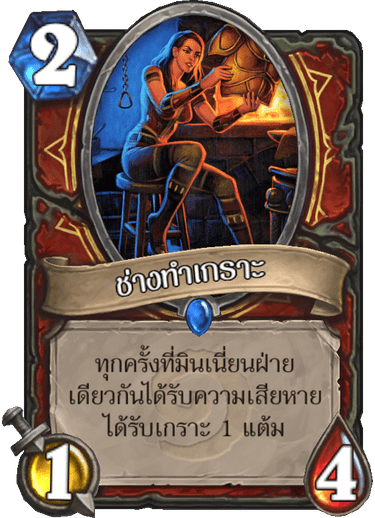 2
ช่างทำเกราะ
ทุกครั้งที่มินเนี่ยนฝ่าย
เดียวกันได้รับความเสียหาย
ได้รับเกราะ 1 แต้ม
1
4